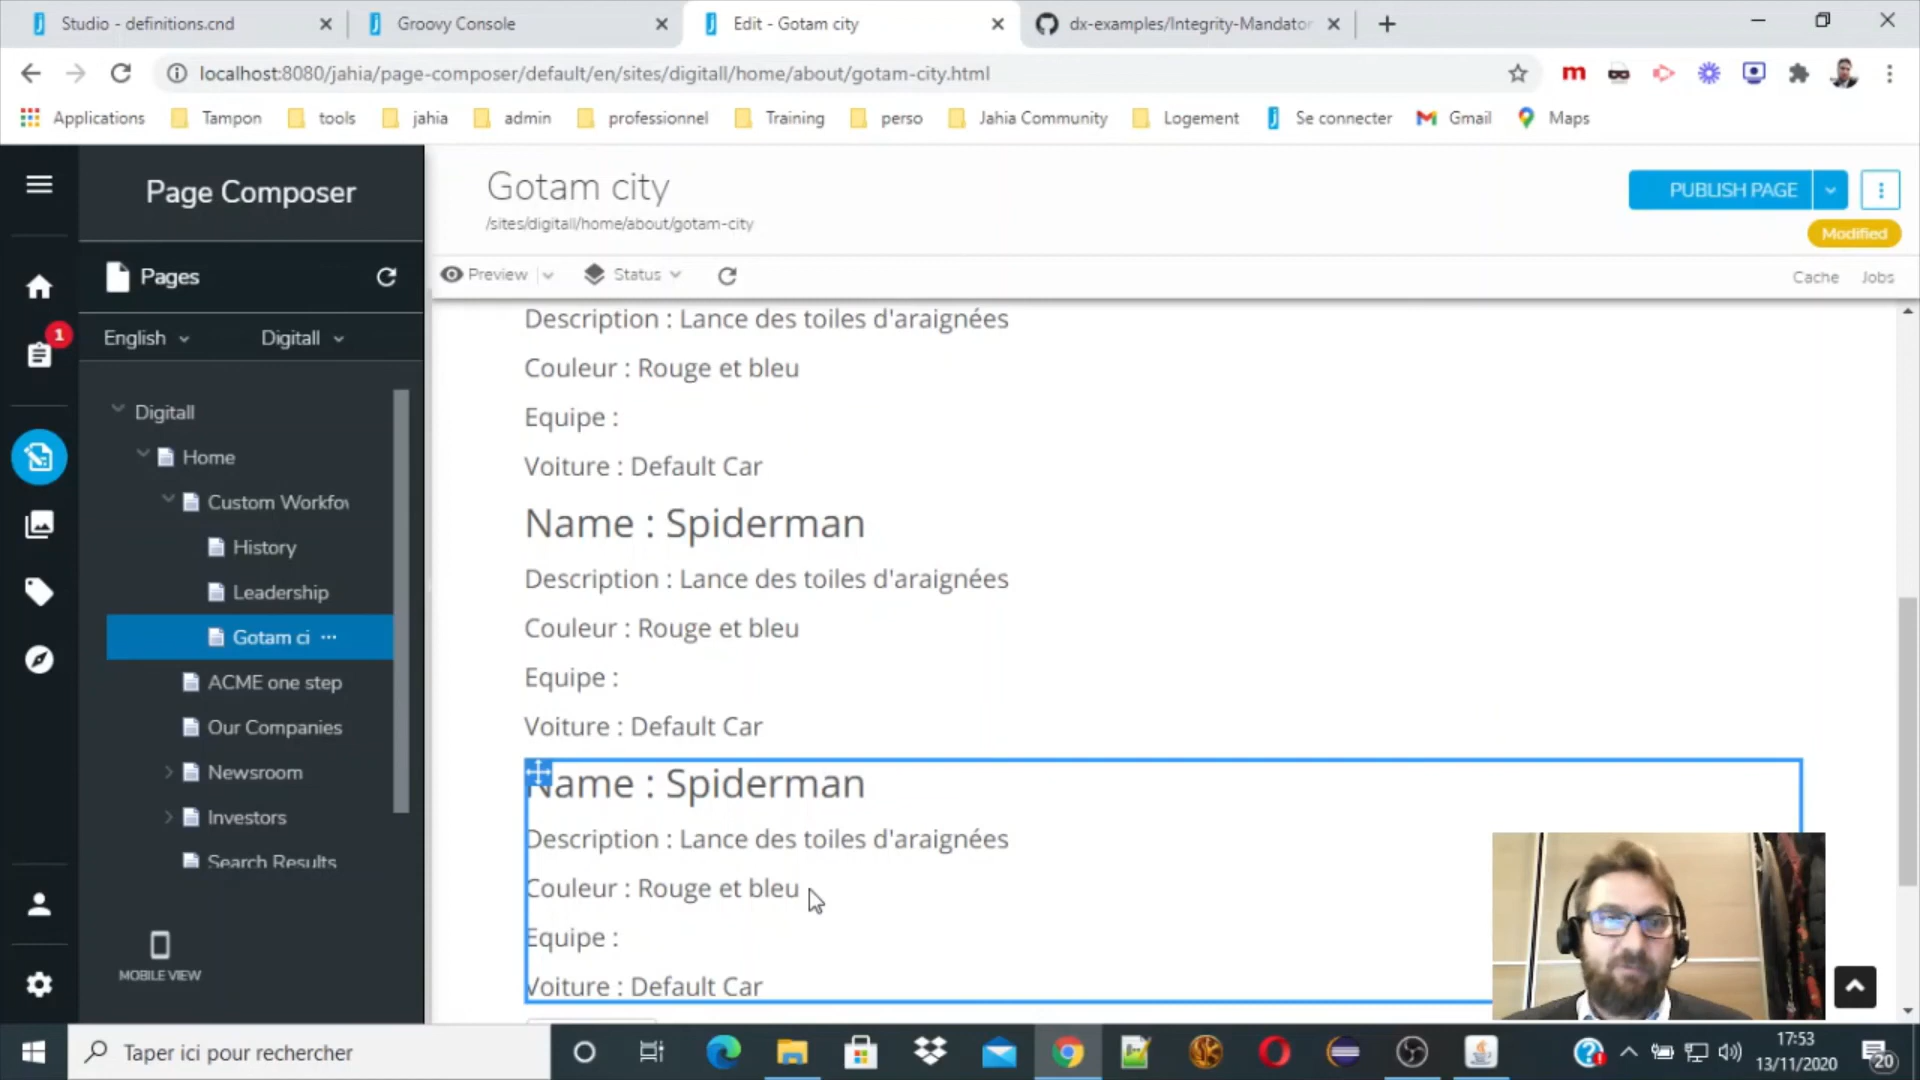 Studio - definitions.cnd
Groovy Console
Edit - Gotam city
dx-examples/Integrity-Mandator
localhost:8080/jahia/page-composer/default/en/sites/digitall/home/about/gotam-city.html
Applications
Tampon
tools
jahia
admin
professionnel
Training
perso
Jahia Community
Logement
Se connecter
Gmail
Maps
Page Composer
Gotam city
/sites/digitall/home/about/gotam-city
PUBLISH PAGE
Modified
Pages
Preview
Status
Cache
Jobs
1
English
Digitall
Digitall
Home
Custom Workfo
History
Leadership
Gotam ci
ACME one step
Our Companies
Newsroom
Investors
Search Results
MOBILE VIEW
Description : Lance des toiles d'araignées
Couleur : Rouge et bleu
Equipe :
Voiture : Default Car
Name : Spiderman
Description : Lance des toiles d'araignées
Couleur : Rouge et bleu
Equipe :
Voiture : Default Car
Name : Spiderman
Description : Lance des toiles d'araignées
Couleur : Rouge et bleu
Equipe :
Voiture : Default Car
Taper ici pour rechercher
17:53
13/11/2020
20